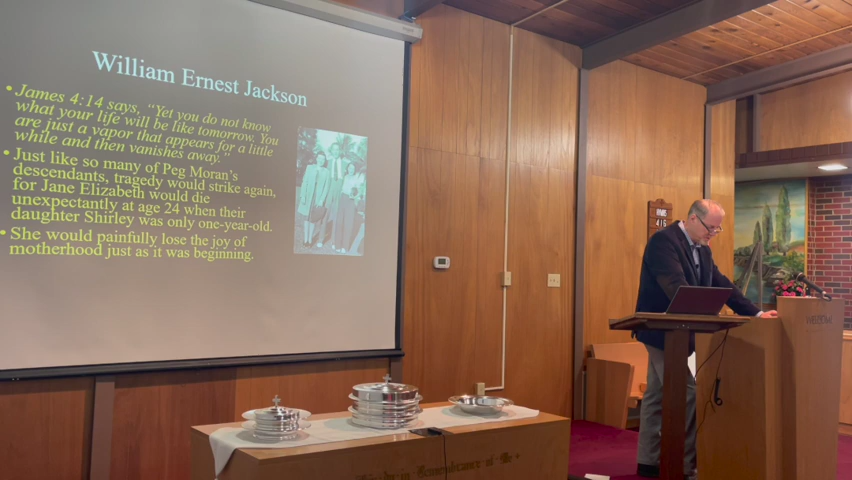 William Ernest Jackson
• James 4:14 says, “Yet you do not know
what your life will be like tomorrow. You
are just a vapor that appears for a little
while and then vanishes away.”
• Just like so many of Peg Moran’s
descendants, tragedy would strike again,
for Jane Elizabeth would die
unexpectantly at age 24 when their
daughter Shirley was only one-year-old.
• She would painfully lose the joy of
motherhood just as it was beginning.
Remembrance of Me